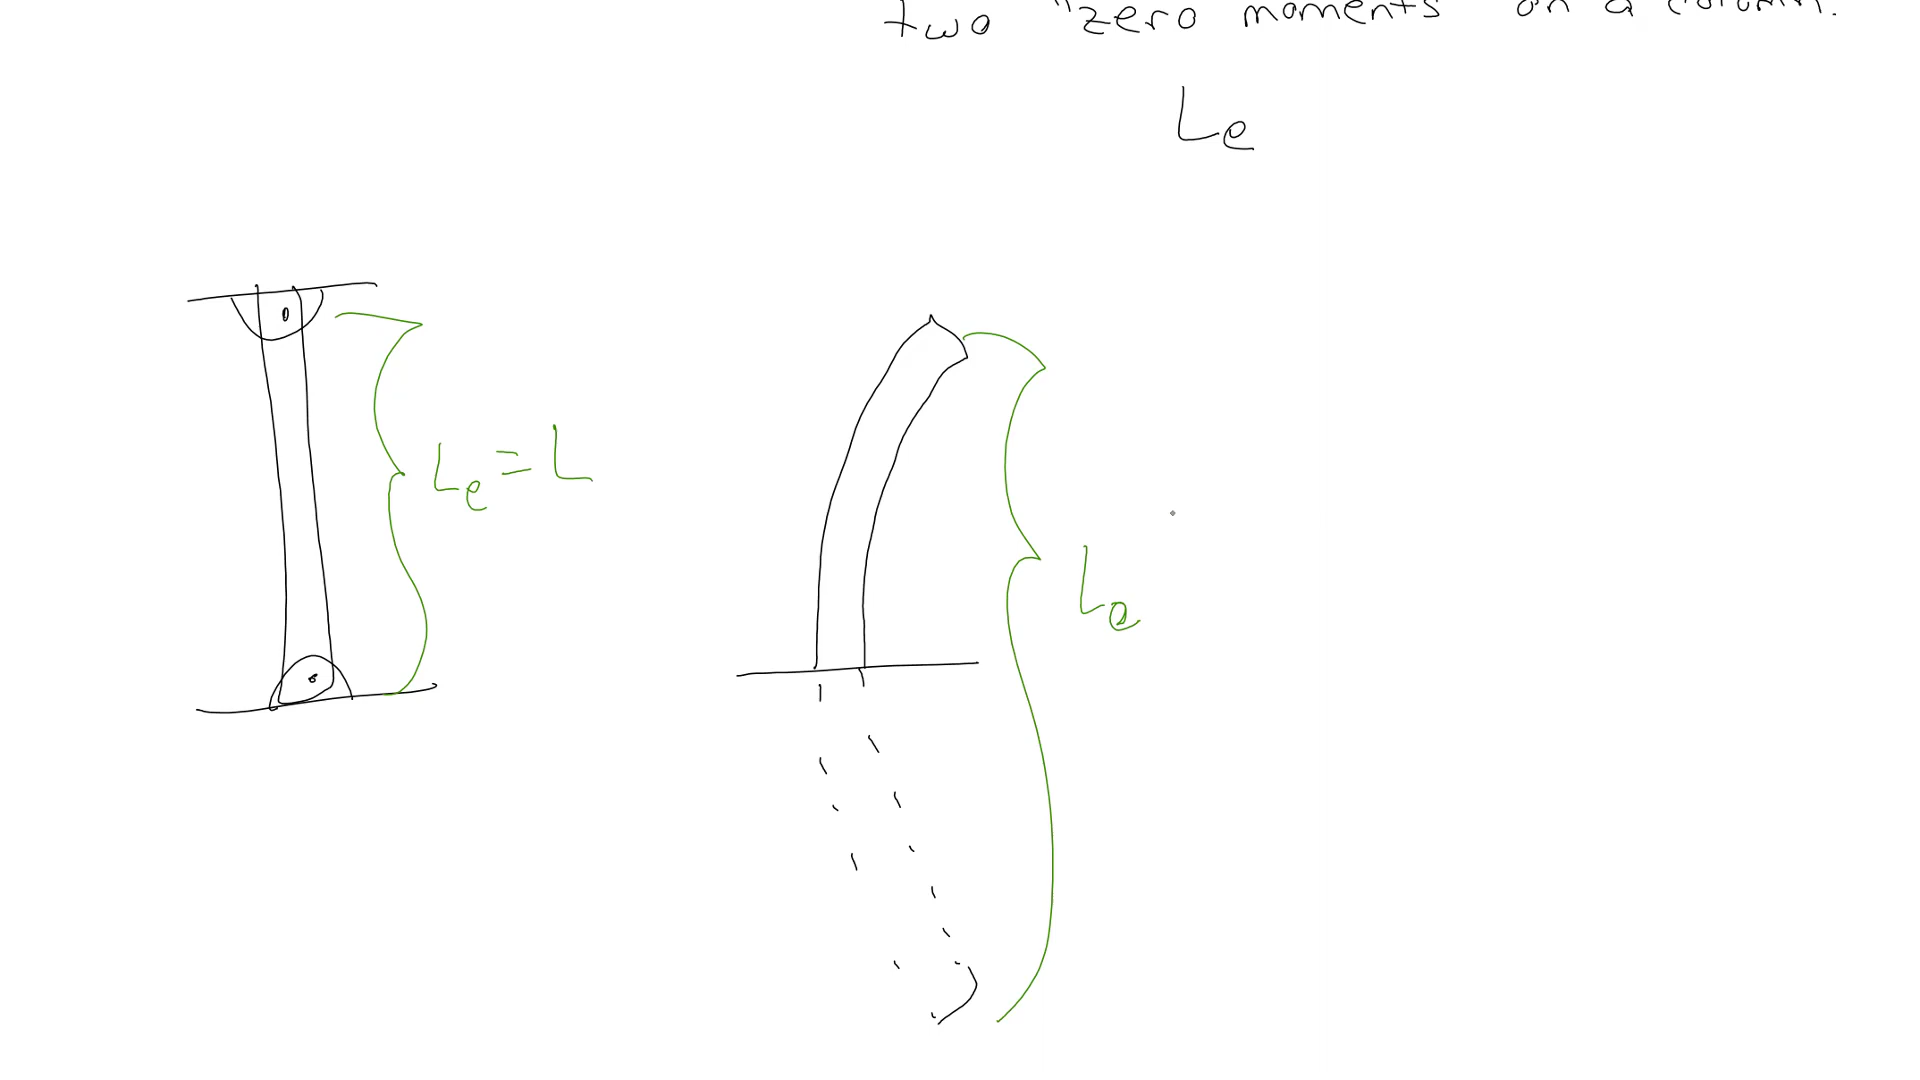 two "zero moments" on a column.
Le
Le = L
Le